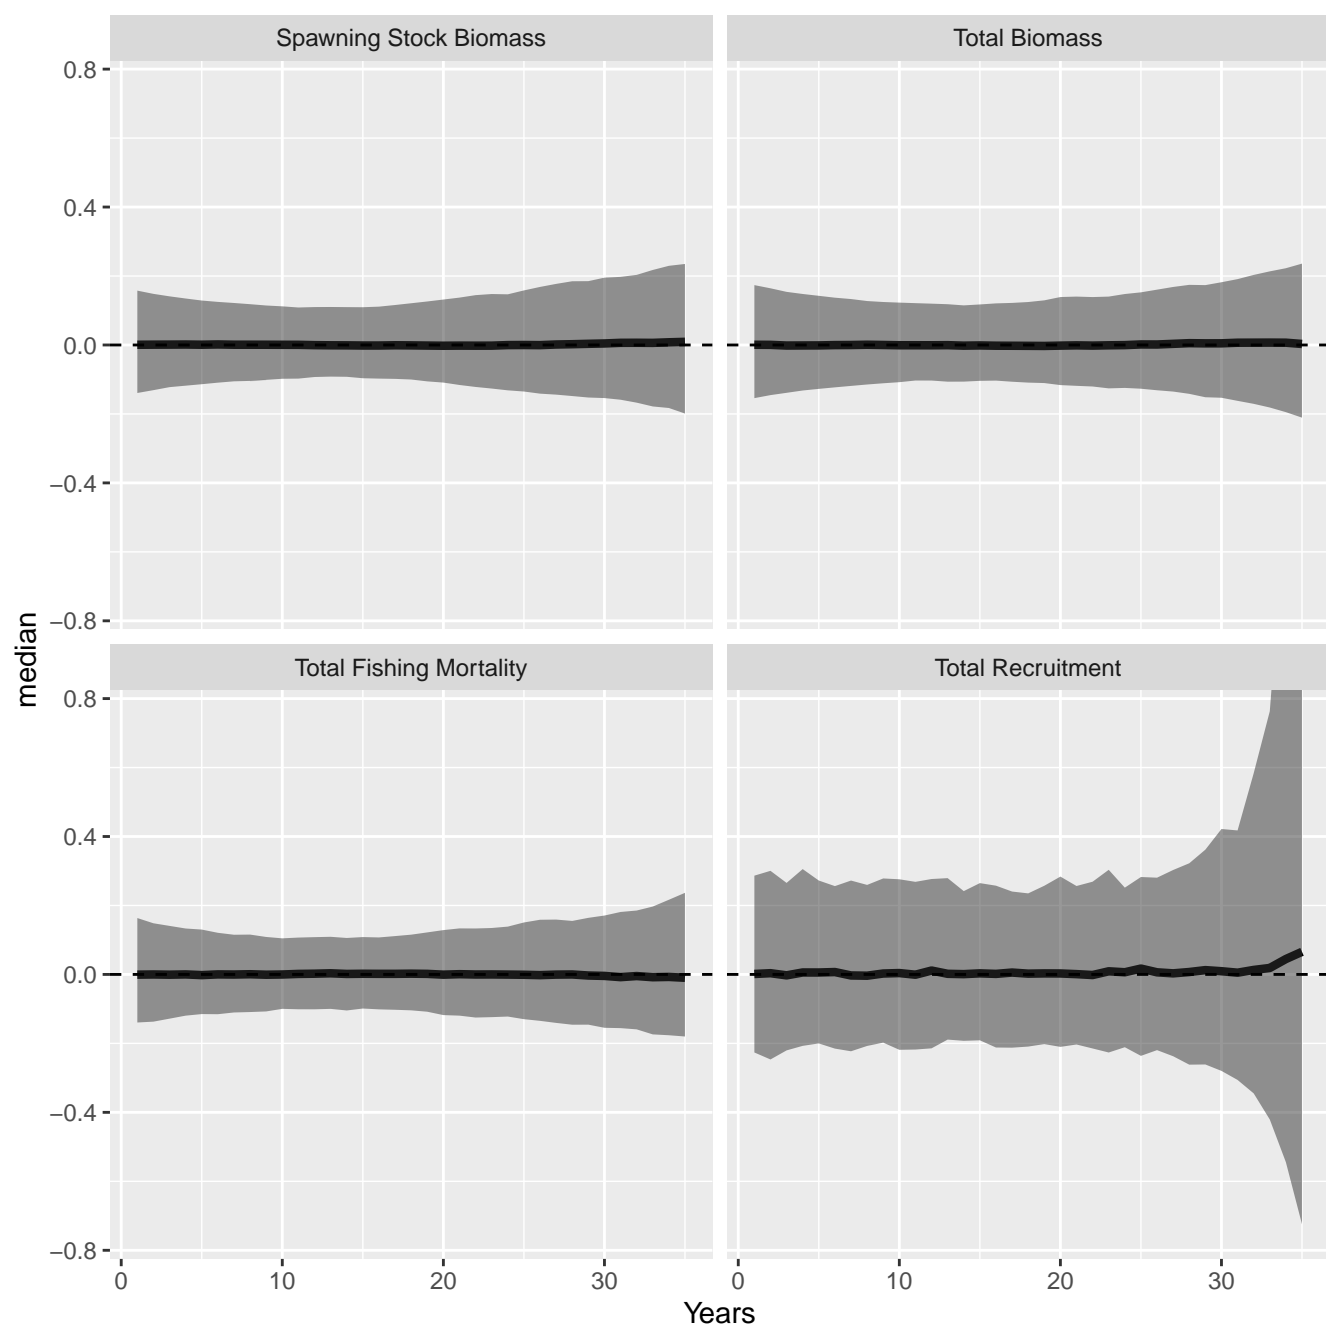 Spawning Stock Biomass
Total Biomass
0.8
0.4
0.0
−0.4
−0.8
median
Total Fishing Mortality
Total Recruitment
0.8
0.4
0.0
−0.4
−0.8
0 10 20 30
0 10 20 30
Years